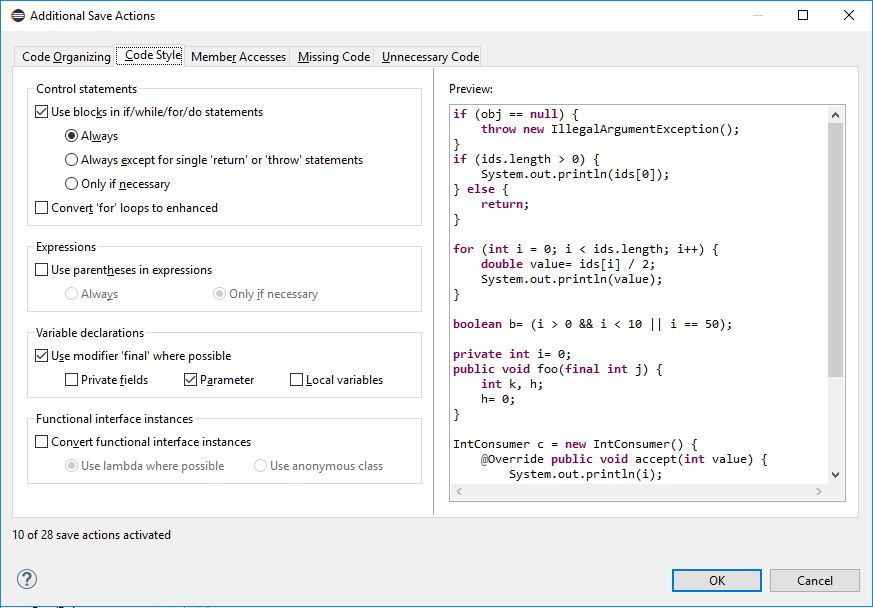 Additional Save Actions
Code Organizing Code Style Member Accesses Missing Code Unnecessary Code
Control statements
Use blocks in if/while/for/do statements
Always
Always except for single 'return' or 'throw' statements
Only if necessary
Convert 'for' loops to enhanced
Expressions
Use parentheses in expressions
Always Only if necessary
Variable declarations
Use modifier 'final' where possible
Private fields Parameter Local variables
Functional interface instances
Convert functional interface instances
Use lambda where possible Use anonymous class
Preview:
if (obj == null) {
    throw new IllegalArgumentException();
}
if (ids.length > 0) {
    System.out.println(ids[0]);
} else {
    return;
}
for (int i = 0; i < ids.length; i++) {
    double value= ids[i] / 2;
    System.out.println(value);
}
boolean b= (i > 0 && i < 10 || i == 50);
private int i= 0;
public void foo(final int j) {
    int k, h;
    h= 0;
}
IntConsumer c = new IntConsumer() {
    @Override public void accept(int value) {
        System.out.println(i);
10 of 28 save actions activated
?
OK Cancel